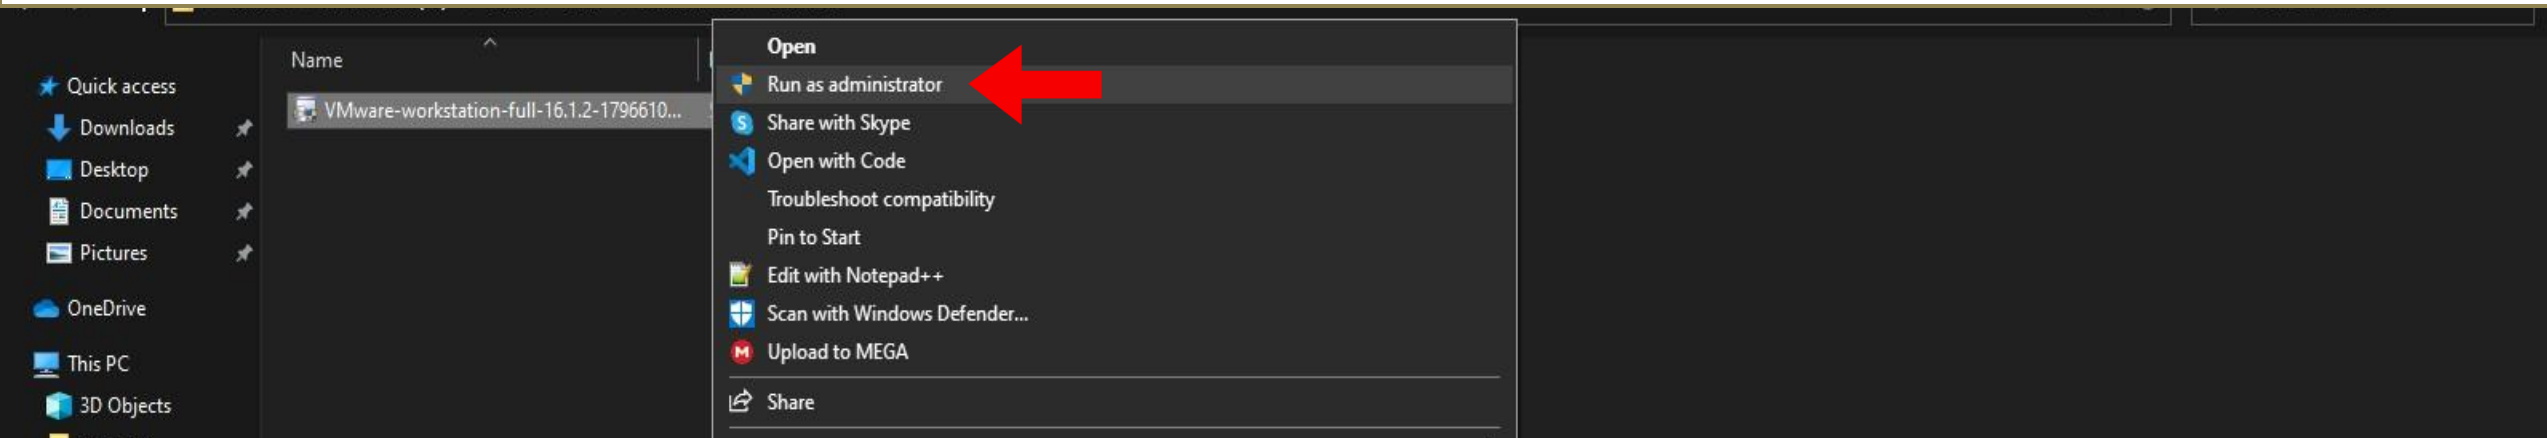 Name
Quick access
Downloads
Desktop
Documents
Pictures
OneDrive
This PC
3D Objects
VMware-workstation-full-16.1.2-1796610...
Open
Run as administrator
Share with Skype
Open with Code
Troubleshoot compatibility
Pin to Start
Edit with Notepad++
Scan with Windows Defender...
Upload to MEGA
Share